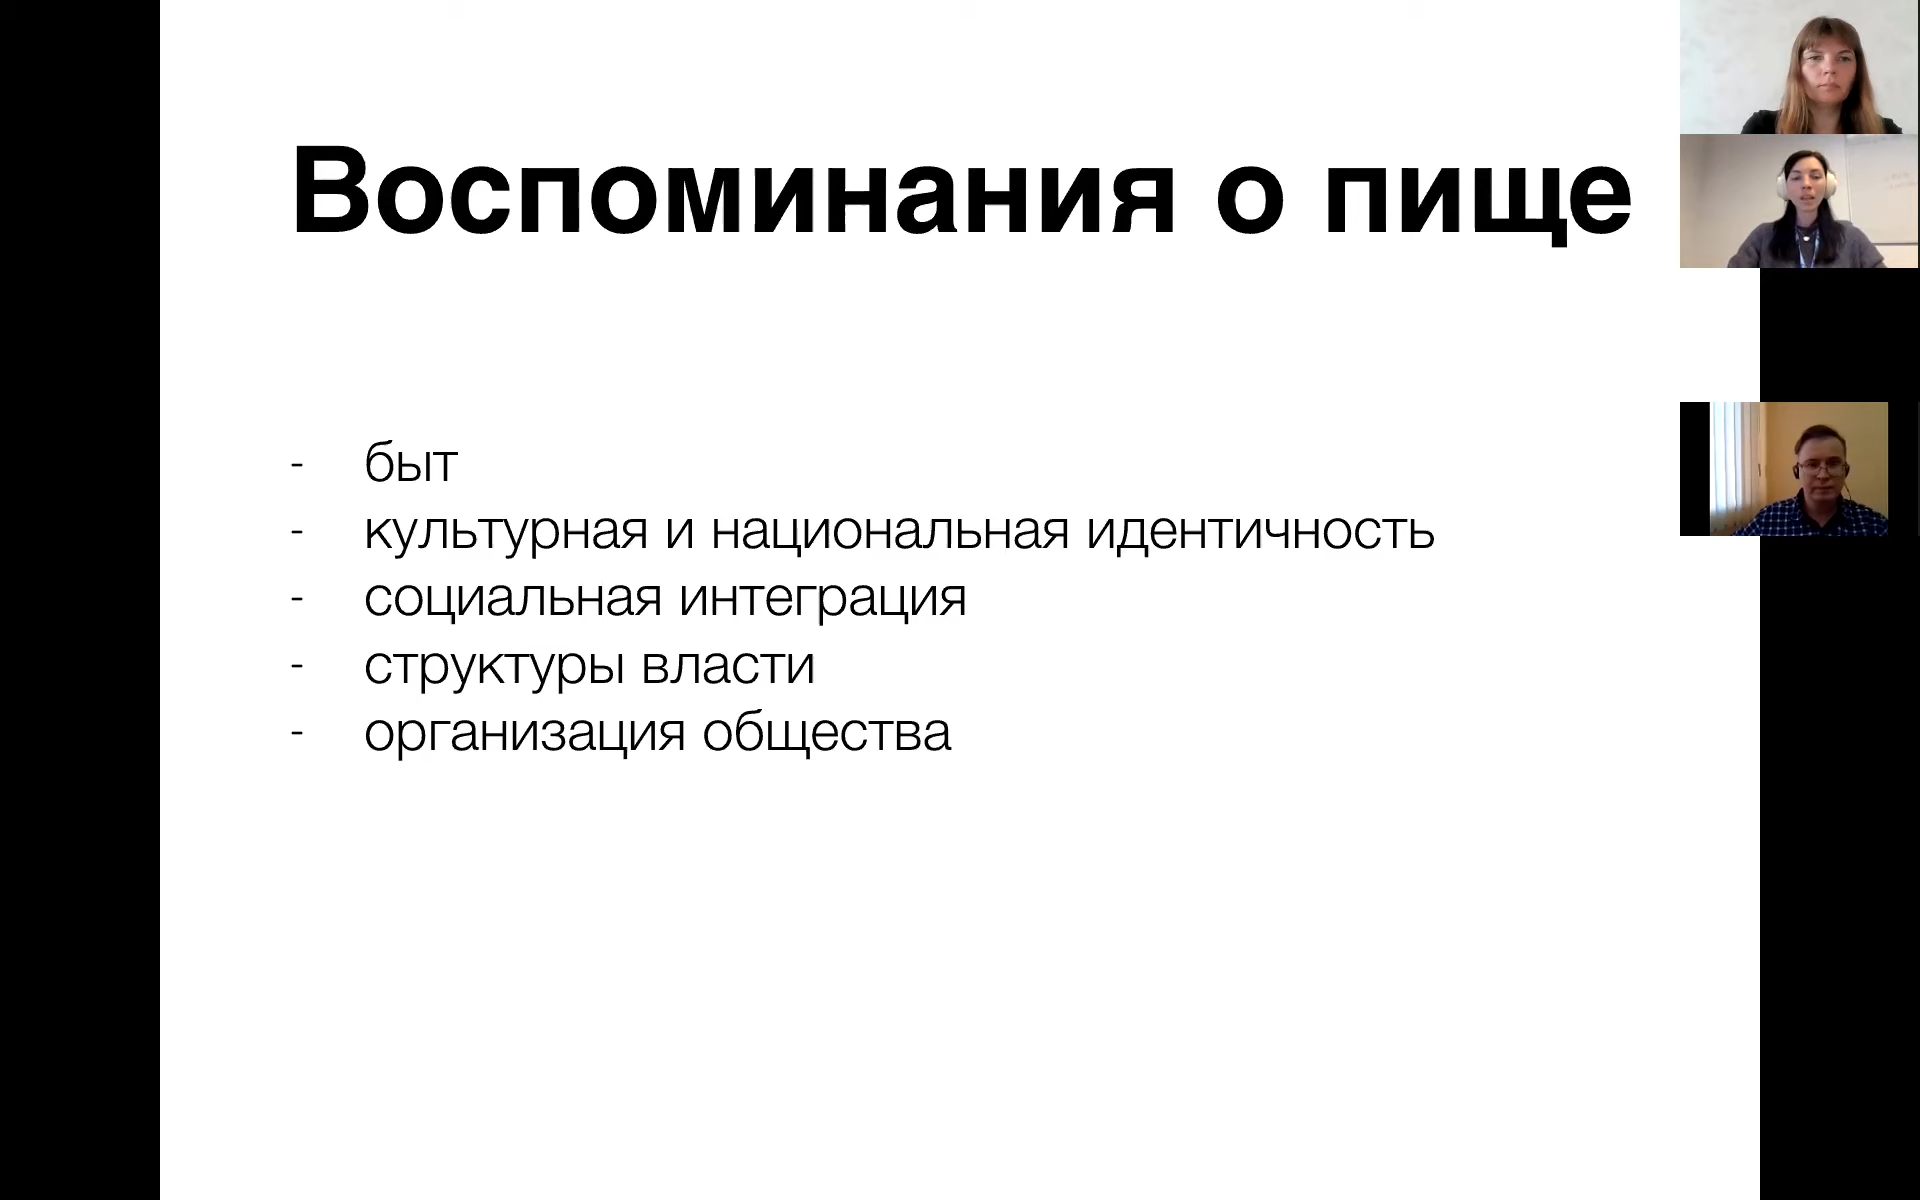 Воспоминания о пище
- быт
- культурная и национальная идентичность
- социальная интеграция
- структуры власти
- организация общества